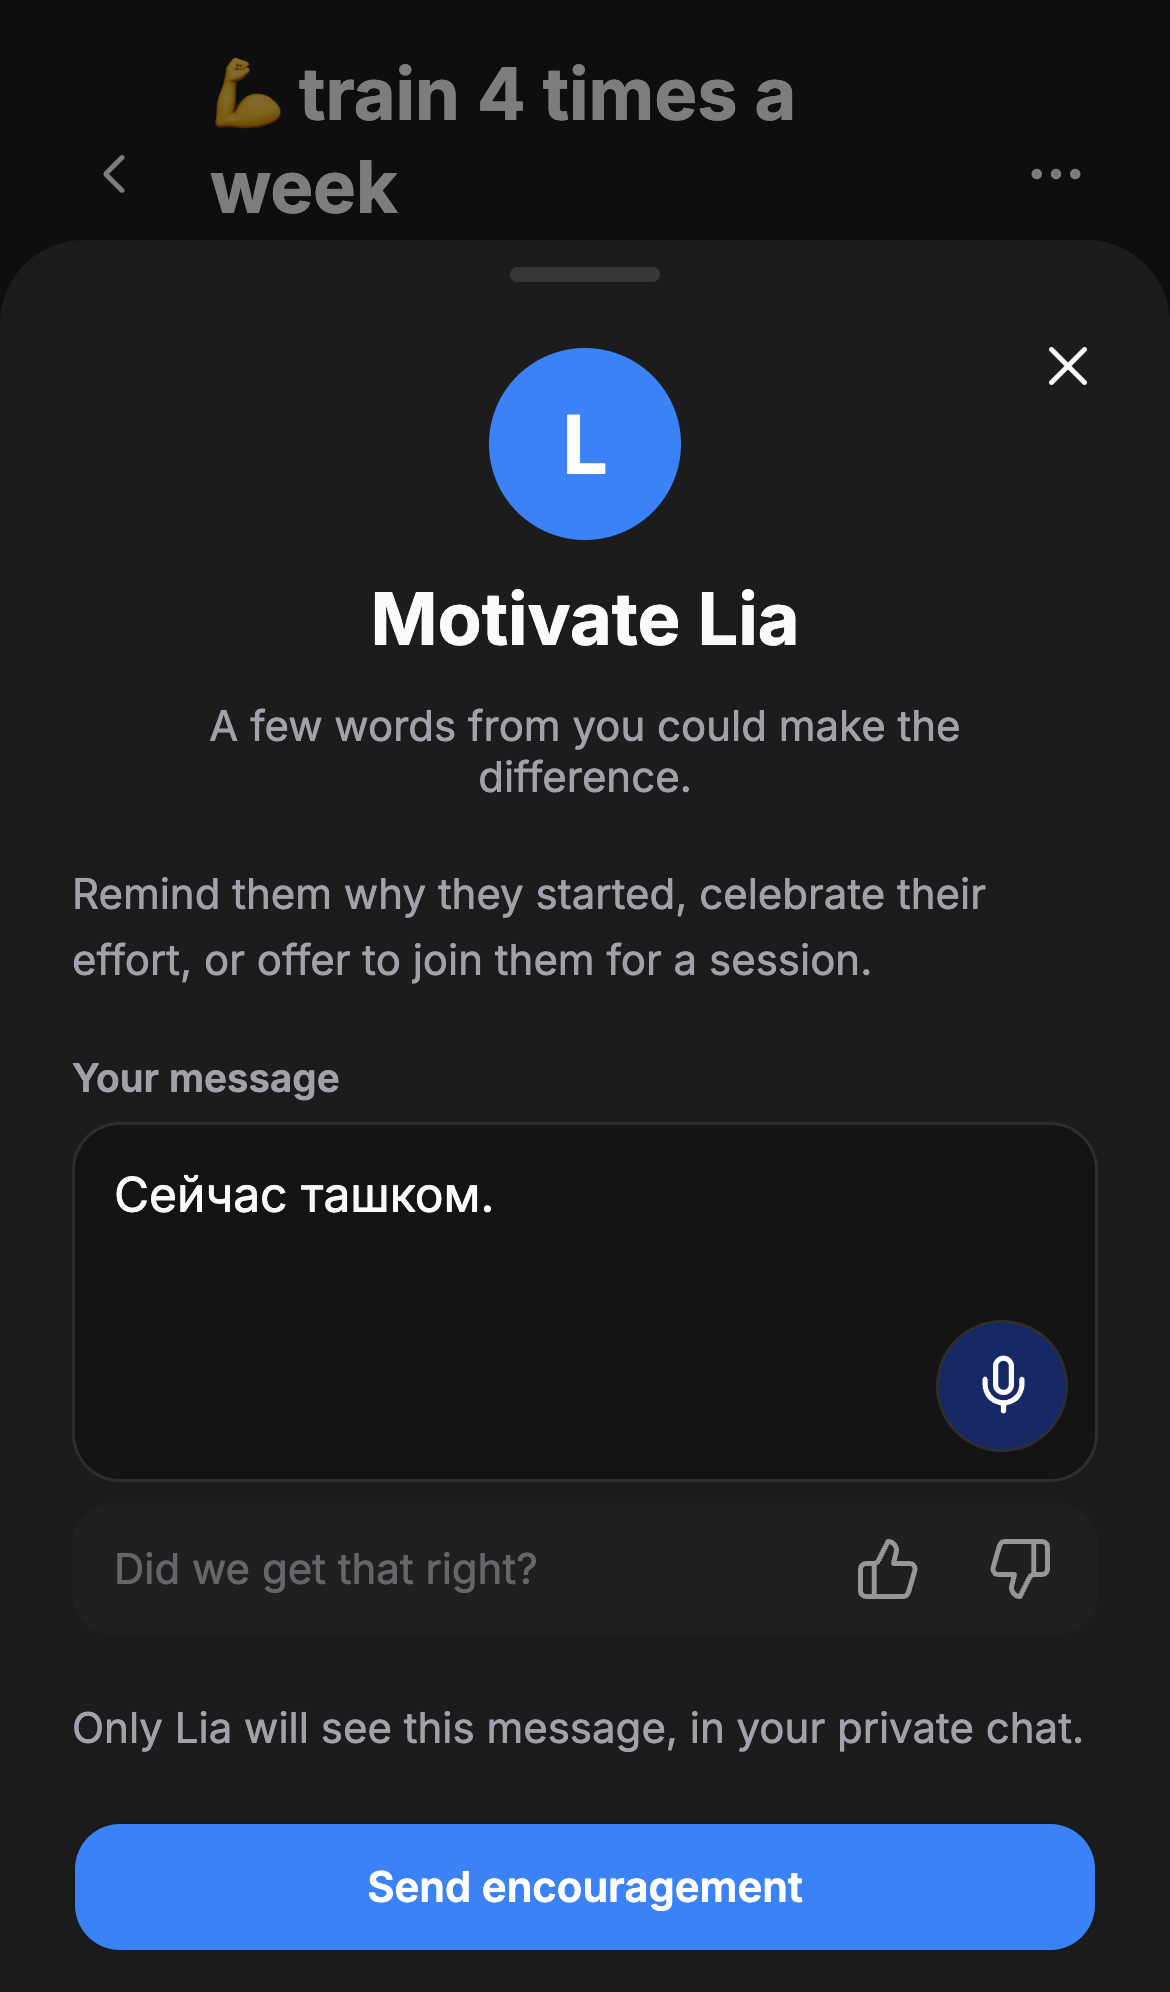 💪 train 4 times a
week
L
Motivate Lia
A few words from you could make the
difference.
Remind them why they started, celebrate their
effort, or offer to join them for a session.
Your message
Сейчас ташком.
Did we get that right?
Only Lia will see this message, in your private chat.
Send encouragement